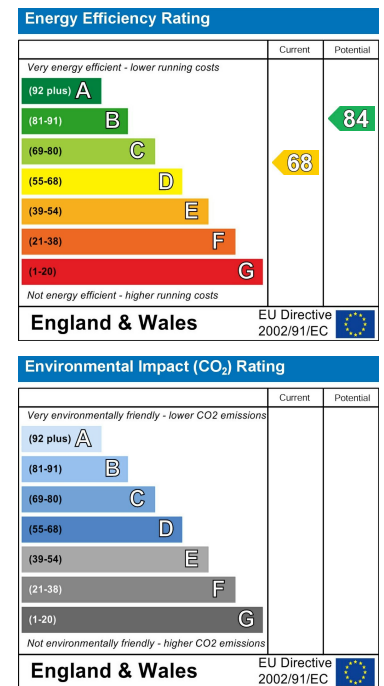 Energy Efficiency Rating
Current Potential
Very energy efficient - lower running costs
(92 plus) A
(81-91) B
84
(69-80) C
68
(55-68) D
(39-54) E
(21-38) F
(1-20) G
Not energy efficient - higher running costs
England & Wales
EU Directive
2002/91/EC
Environmental Impact (CO₂) Rating
Current Potential
Very environmentally friendly - lower CO2 emissions
(92 plus) A
(81-91) B
(69-80) C
(55-68) D
(39-54) E
(21-38) F
(1-20) G
Not environmentally friendly - higher CO2 emissions
England & Wales
EU Directive
2002/91/EC